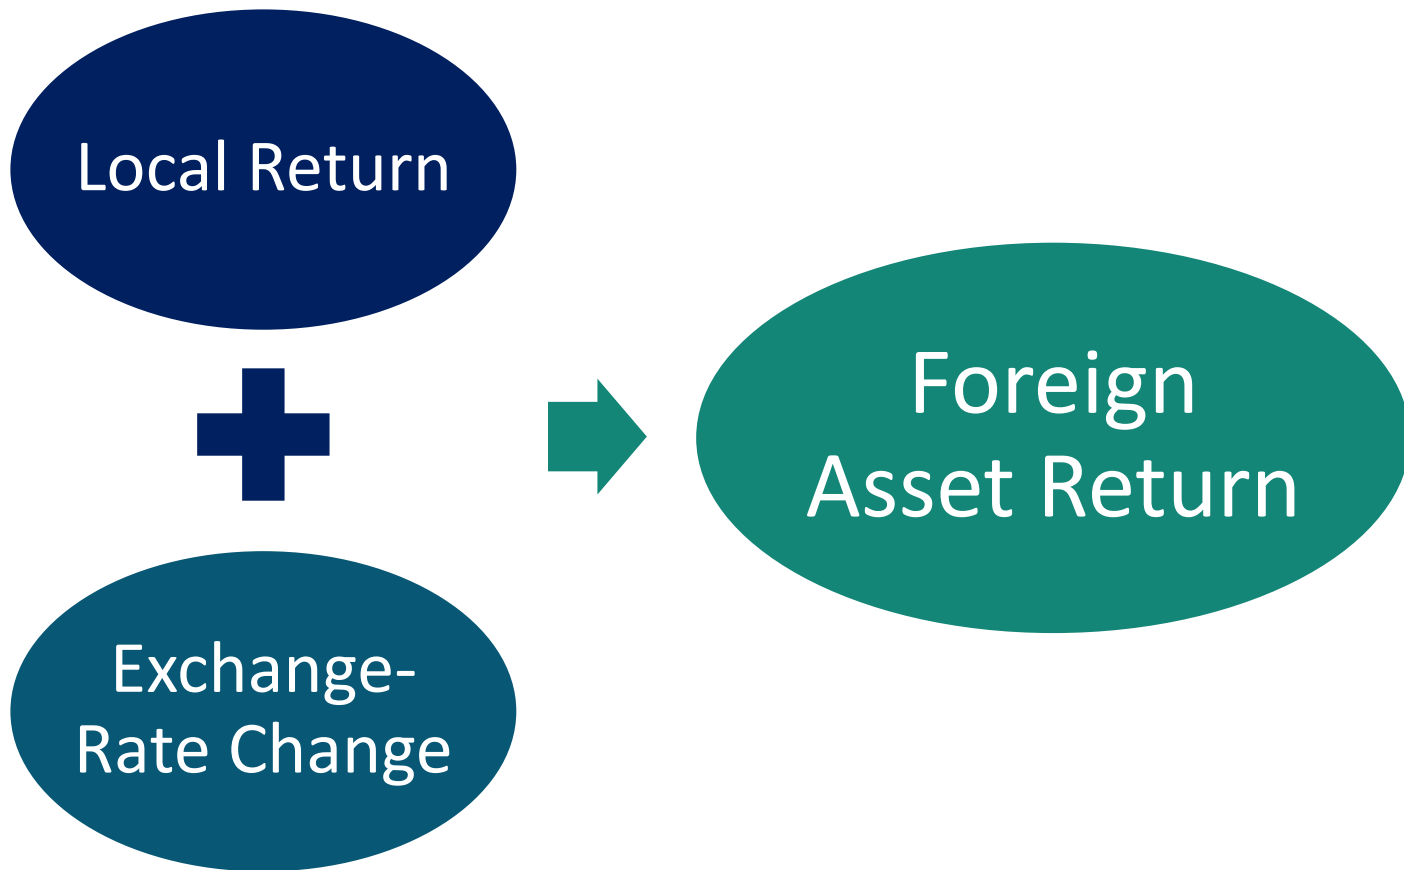 Local Return
Exchange-
Rate Change
Foreign
Asset Return